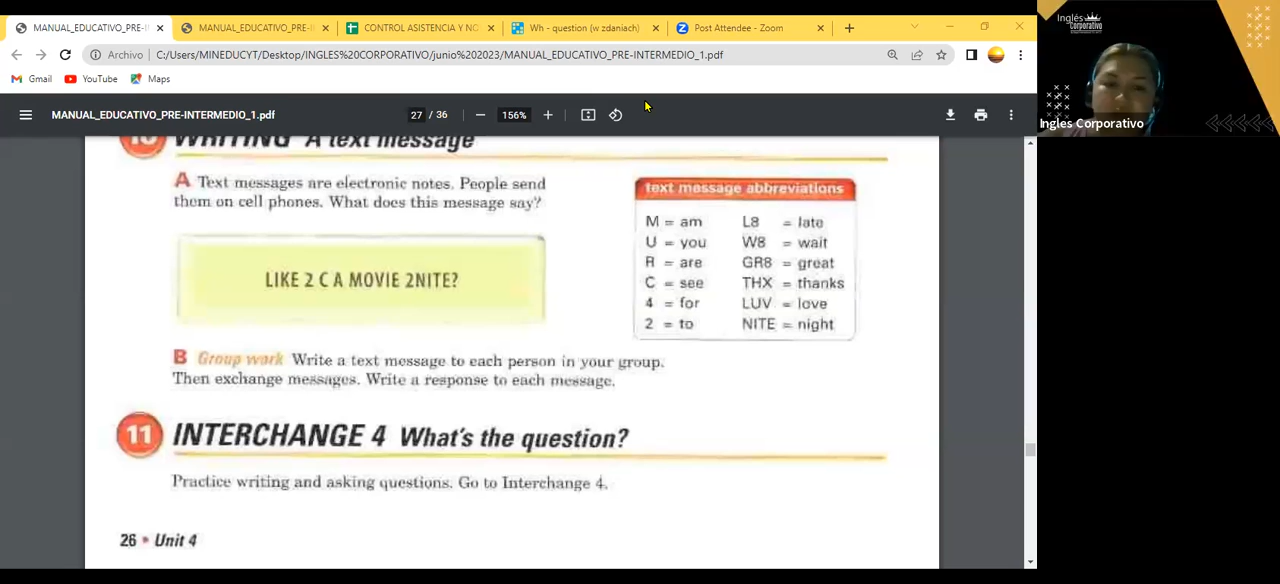 MANUAL_EDUCATIVO_PRE-INTERM
MANUAL_EDUCATIVO_PRE-INTERM
CONTROL ASISTENCIA Y NO
Wh - question (w zdaniach)
Post Attendee - Zoom
Archivo
C:/Users/MINEDUCYT/Desktop/INGLES%20CORPORATIVO/junio%202023/MANUAL_EDUCATIVO_PRE-INTERMEDIO_1.pdf
Gmail YouTube Maps
MANUAL_EDUCATIVO_PRE-INTERMEDIO_1.pdf
27 / 36
156%
Inglés
Corporativo
Ingles Corporativo
10 WRITING A text message
A Text messages are electronic notes. People send
them on cell phones. What does this message say?
LIKE 2 C A MOVIE 2NITE?
text message abbreviations
M = am L8 = late
U = you W8 = wait
R = are GR8 = great
C = see THX = thanks
4 = for LUV = love
2 = to NITE = night
B Group work Write a text message to each person in your group.
Then exchange messages. Write a response to each message.
11 INTERCHANGE 4 What's the question?
Practice writing and asking questions. Go to Interchange 4.
26 • Unit 4